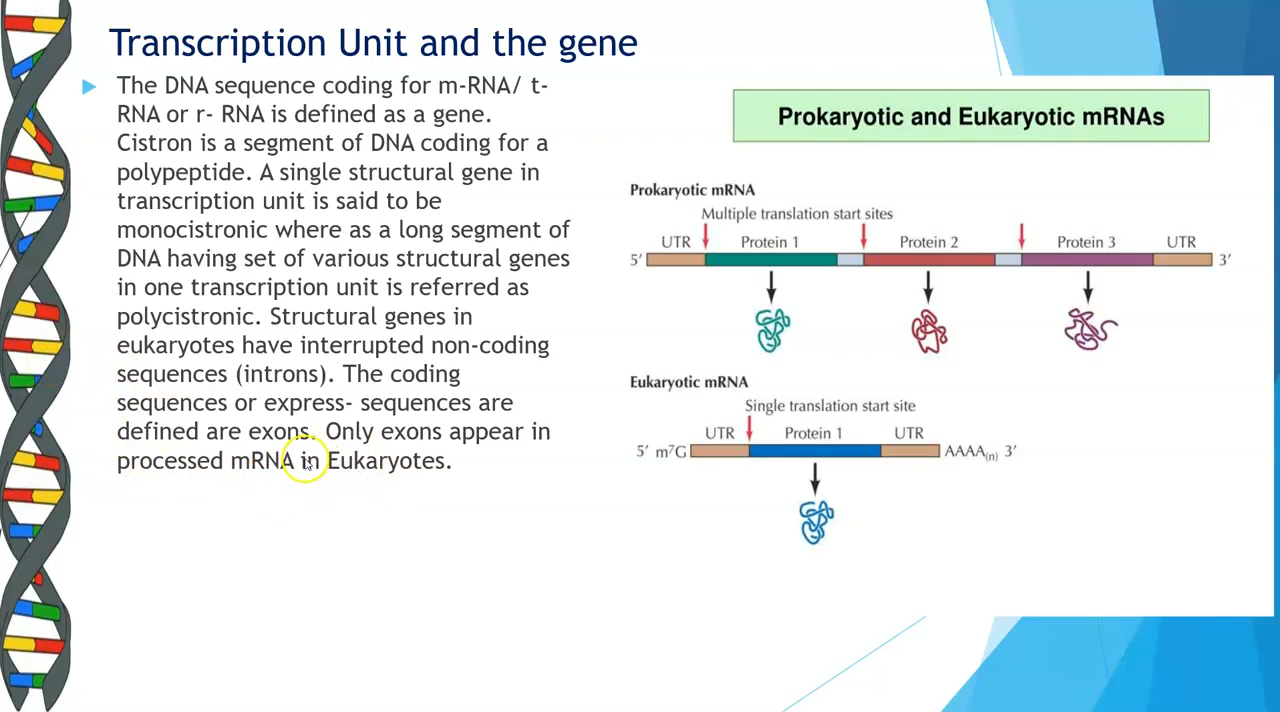 Transcription Unit and the gene
The DNA sequence coding for m-RNA/ t-
RNA or r- RNA is defined as a gene.
Cistron is a segment of DNA coding for a
polypeptide. A single structural gene in
transcription unit is said to be
monocistronic where as a long segment of
DNA having set of various structural genes
in one transcription unit is referred as
polycistronic. Structural genes in
eukaryotes have interrupted non-coding
sequences (introns). The coding
sequences or express- sequences are
defined are exons. Only exons appear in
processed mRNA in Eukaryotes.
Prokaryotic and Eukaryotic mRNAs
Prokaryotic mRNA
Multiple translation start sites
UTR Protein 1 Protein 2 Protein 3 UTR
5′ 3′
Eukaryotic mRNA
Single translation start site
UTR Protein 1 UTR
5′ m⁷G AAAA(n) 3′